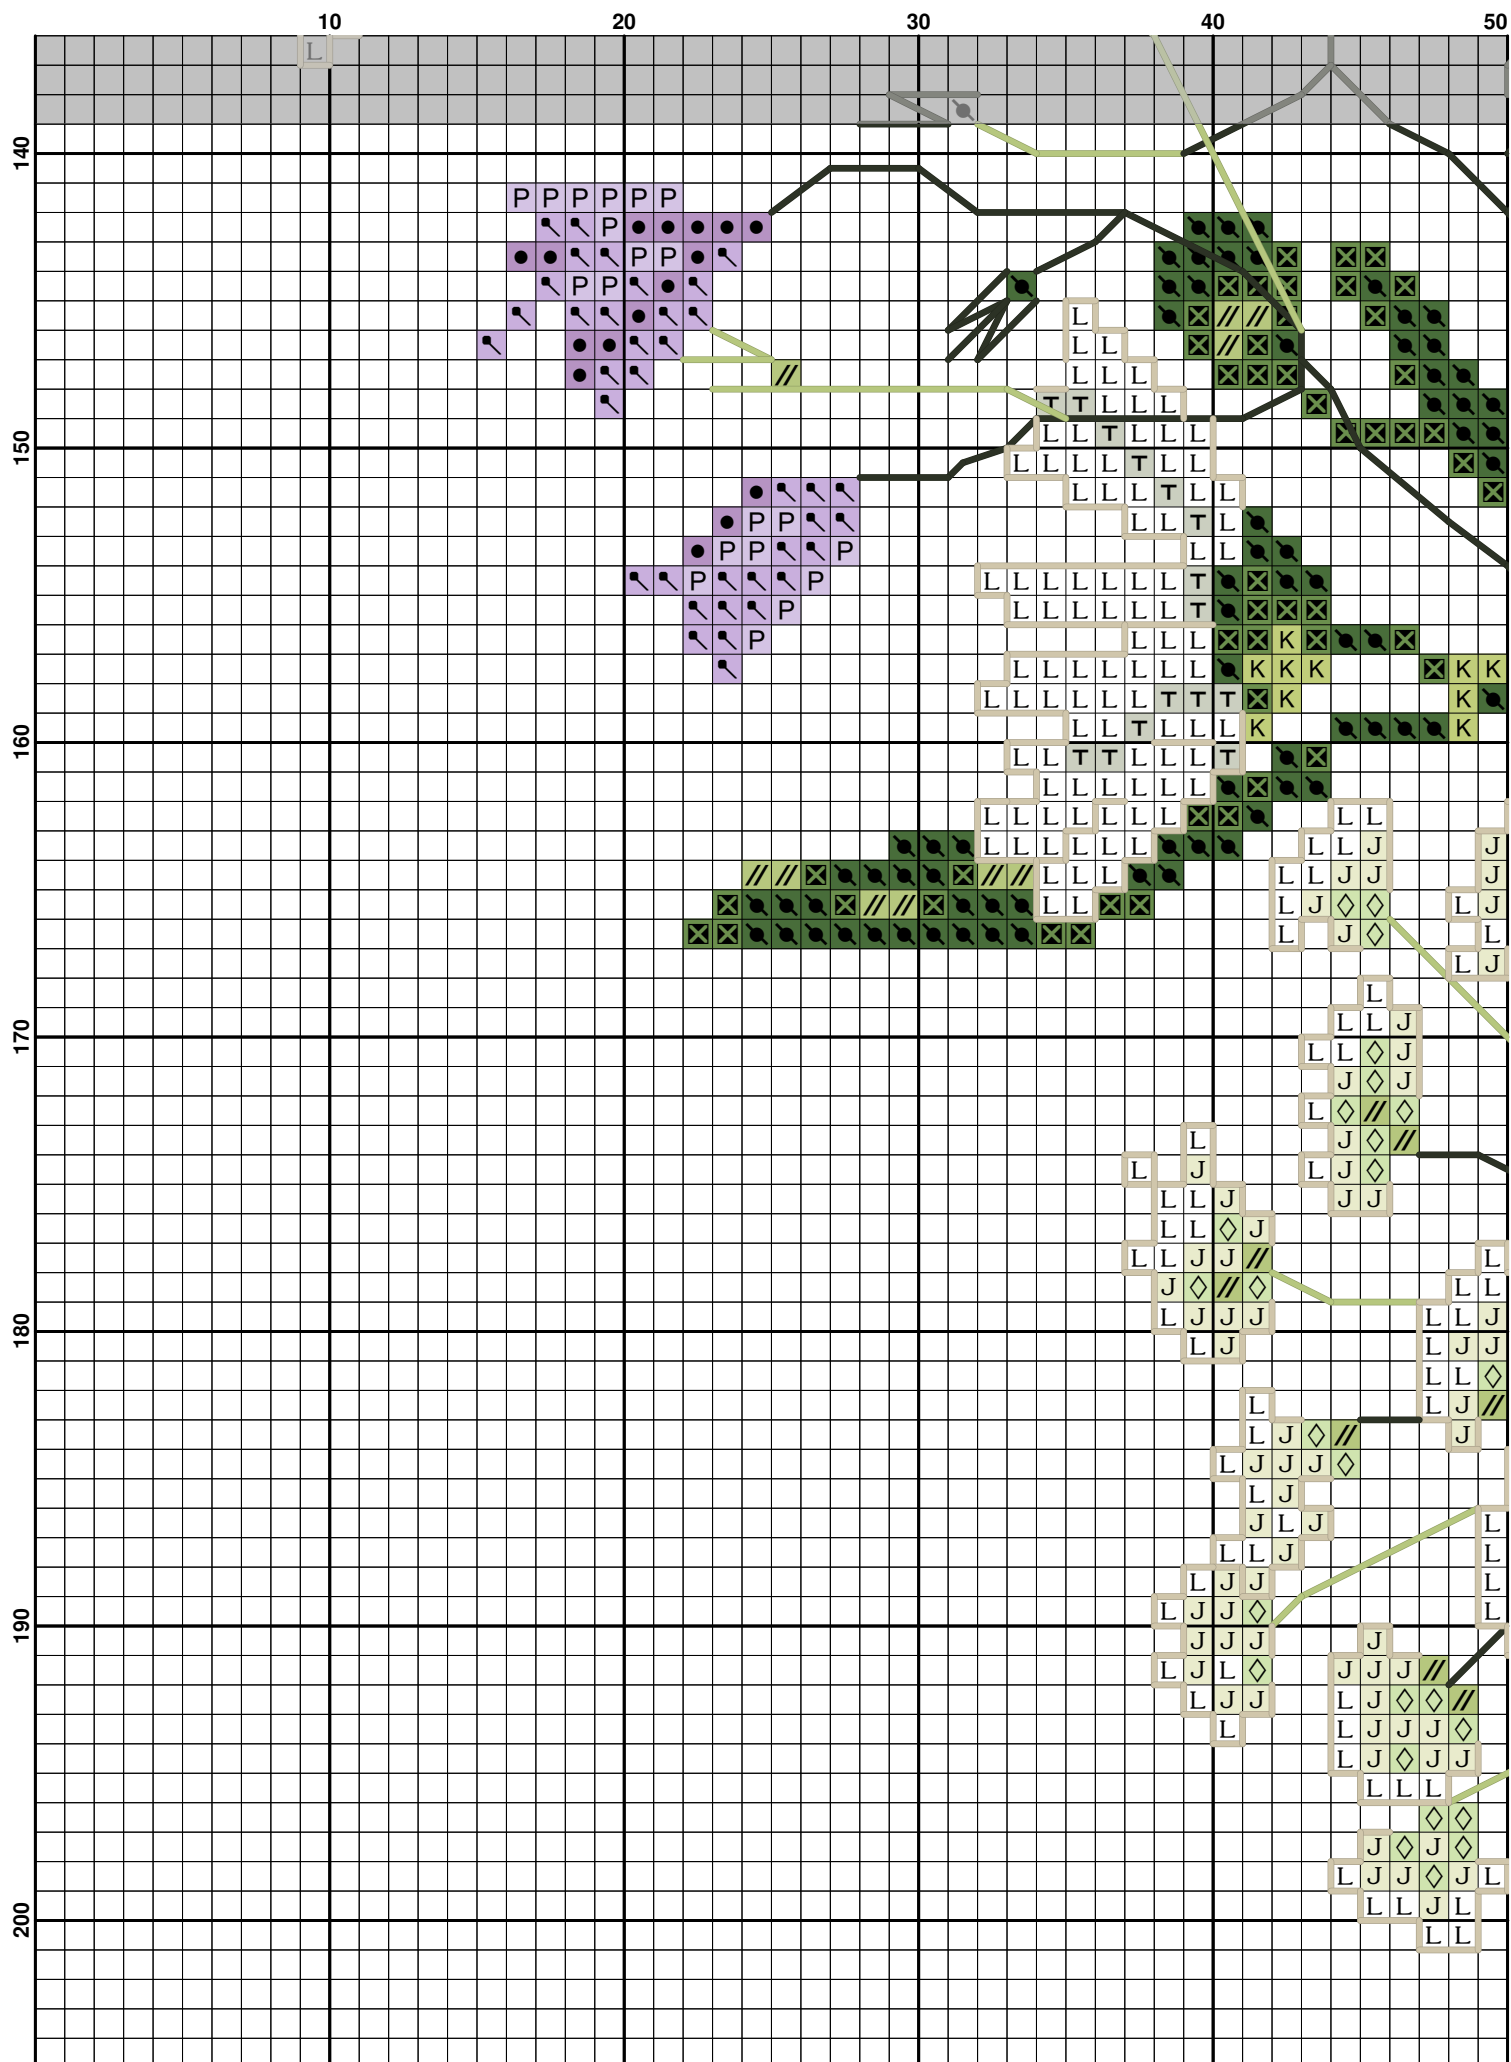 10 20 30 40 50
L
140
P P P P P P
P
P P
P P
L
L L
L L L
T T L L L
L L T L L L
150
L L L L T L L
L L L T L L
P P L L T L
P P P L L
P P L L L L L L L T
P L L L L L L T
P L L L K
L L L L L L L K K K K K
L L L L L L T T T K K
L L T L L L K K
160
L L T T L L L T
L L L L L L
L L L L L L L L L
L L L L L L L L J J
L L L L L J J J
L L L J L J
L J L
L J
L
L L J
170
L L J
J J
L
L J
L J L J
L L J J J
L L J
L L J J L
J L L
L J J J L L J
180
L J L J J
L L
L L J
L J J
L J J J
L J
J L J L
L L J L
L J J L
L J J L
190
J J J J
L J L J J J
L J J L J
L L J J J
L J J J
L L L
J J
L J J J L
L L J L
200
L L